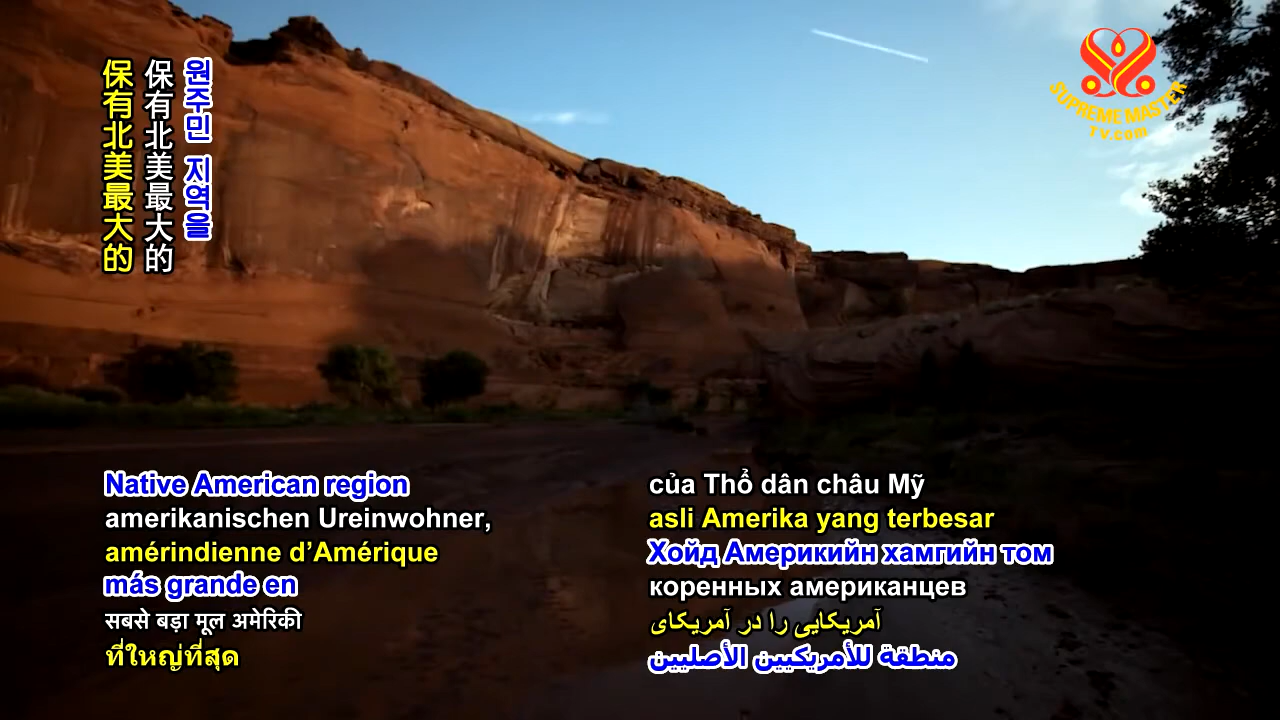 원주민 지역을
保有北美最大的
保有北美最大的
SUPREME MASTER
TV.com
Native American region
amerikanischen Ureinwohner,
amérindienne d’Amérique
más grande en
सबसे बड़ा मूल अमेरिकी
ที่ใหญ่ที่สุด
của Thổ dân châu Mỹ
asli Amerika yang terbesar
Хойд Америкийн хамгийн том
коренных американцев
آمریکایی را در آمریکای
منطقة للأمريكيين الأصليين